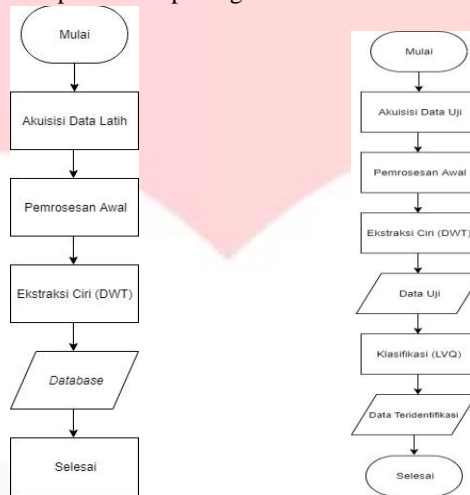 Mulai
Akuisisi Data Latih
Pemrosesan Awal
Ekstraksi Ciri (DWT)
Database
Selesai
Mulai
Akuisisi Data Uji
Pemrosesan Awal
Ekstraksi Ciri (DWT)
Data Uji
Klasifikasi (LVQ)
Data Teridentifikasi
Selesai